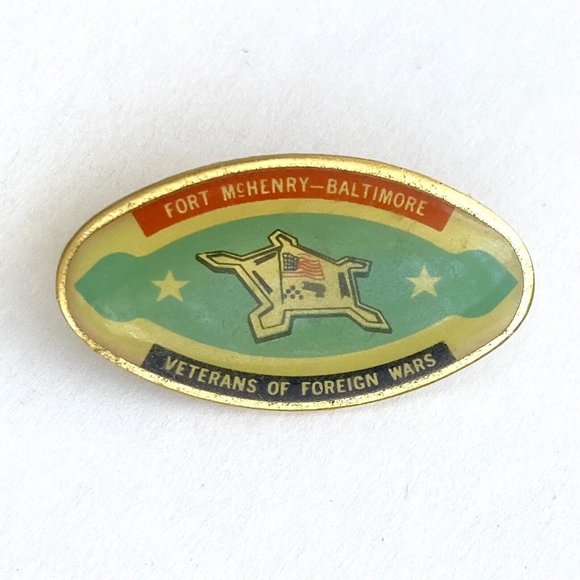 FORT McHENRY—BALTIMORE
VETERANS OF FOREIGN WARS